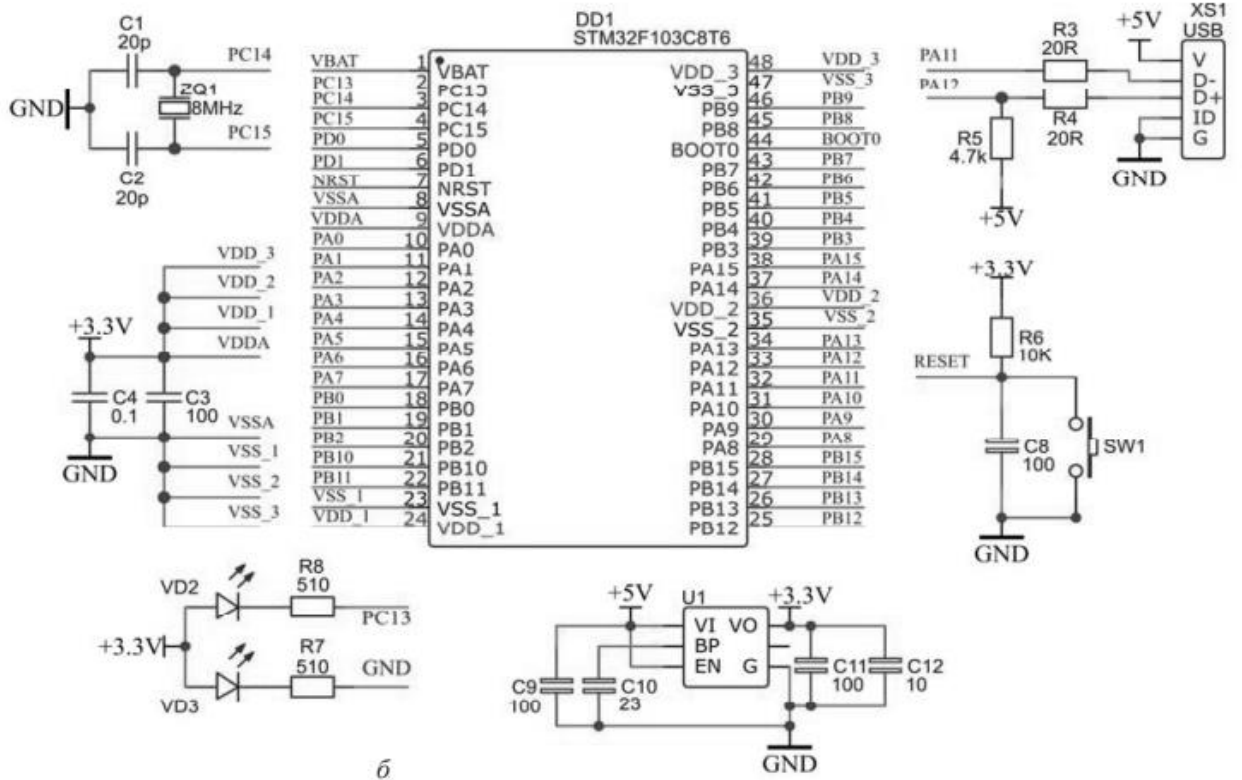 C1
20p
PC14
ZQ1
8MHz
GND
PC15
C2
20p
DD1
STM32F103C8T6
VBAT 1 VBAT
PC13 2 PC13
PC14 3 PC14
PC15 4 PC15
PD0 5 PD0
PD1 6 PD1
NRST 7 NRST
VSSA 8 VSSA
VDDA 9 VDDA
PA0 10 PA0
PA1 11 PA1
PA2 12 PA2
PA3 13 PA3
PA4 14 PA4
PA5 15 PA5
PA6 16 PA6
PA7 17 PA7
PB0 18 PB0
PB1 19 PB1
PB2 20 PB2
PB10 21 PB10
PB11 22 PB11
VSS_1 23 VSS_1
VDD_1 24 VDD_1
VDD_3 48 VDD_3
VSS_3 47 VSS_3
PB9 46 PB9
PB8 45 PB8
BOOT0 44 BOOT0
PB7 43 PB7
PB6 42 PB6
PB5 41 PB5
PB4 40 PB4
PB3 39 PB3
PA15 38 PA15
PA14 37 PA14
VDD_2 36 VDD_2
VSS_2 35 VSS_2
PA13 34 PA13
PA12 33 PA12
PA11 32 PA11
PA10 31 PA10
PA9 30 PA9
PA8 29 PA8
PB15 28 PB15
PB14 27 PB14
PB13 26 PB13
PB12 25 PB12
XS1
USB
+5V
R3
20R
PA11
PA12
V
D-
D+
ID
G
R4
20R
R5
4.7k
GND
+5V
VDD_3
VDD_2
VDD_1
+3.3V
VDDA
C4
0.1
C3
100
VSSA
GND
VSS_1
VSS_2
VSS_3
+3.3V
R6
10K
RESET
C8
100
SW1
GND
VD2
R8
510
PC13
+3.3V
R7
510
GND
VD3
+5V
U1
+3.3V
VI VO
BP
EN G
C9
100
C10
23
C11
100
C12
10
GND
б